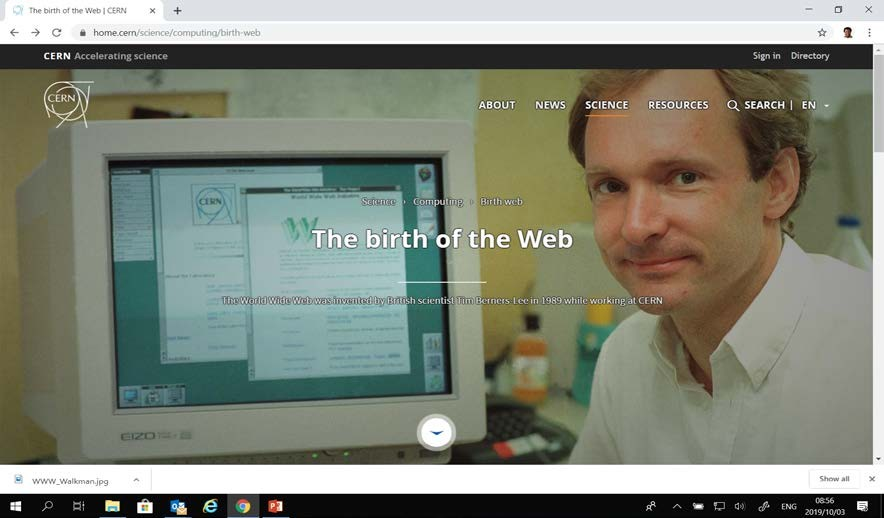 The birth of the Web | CERN
home.cern/science/computing/birth-web
CERN Accelerating science
Sign in Directory
CERN
ABOUT NEWS SCIENCE RESOURCES SEARCH | EN
CERN
World Wide Web
W
Science › Computing › Birth web
The birth of the Web
The World Wide Web was invented by British scientist Tim Berners-Lee in 1989 while working at CERN
EIZO
WWW_Walkman.jpg
Show all
ENG
08:56
2019/10/03